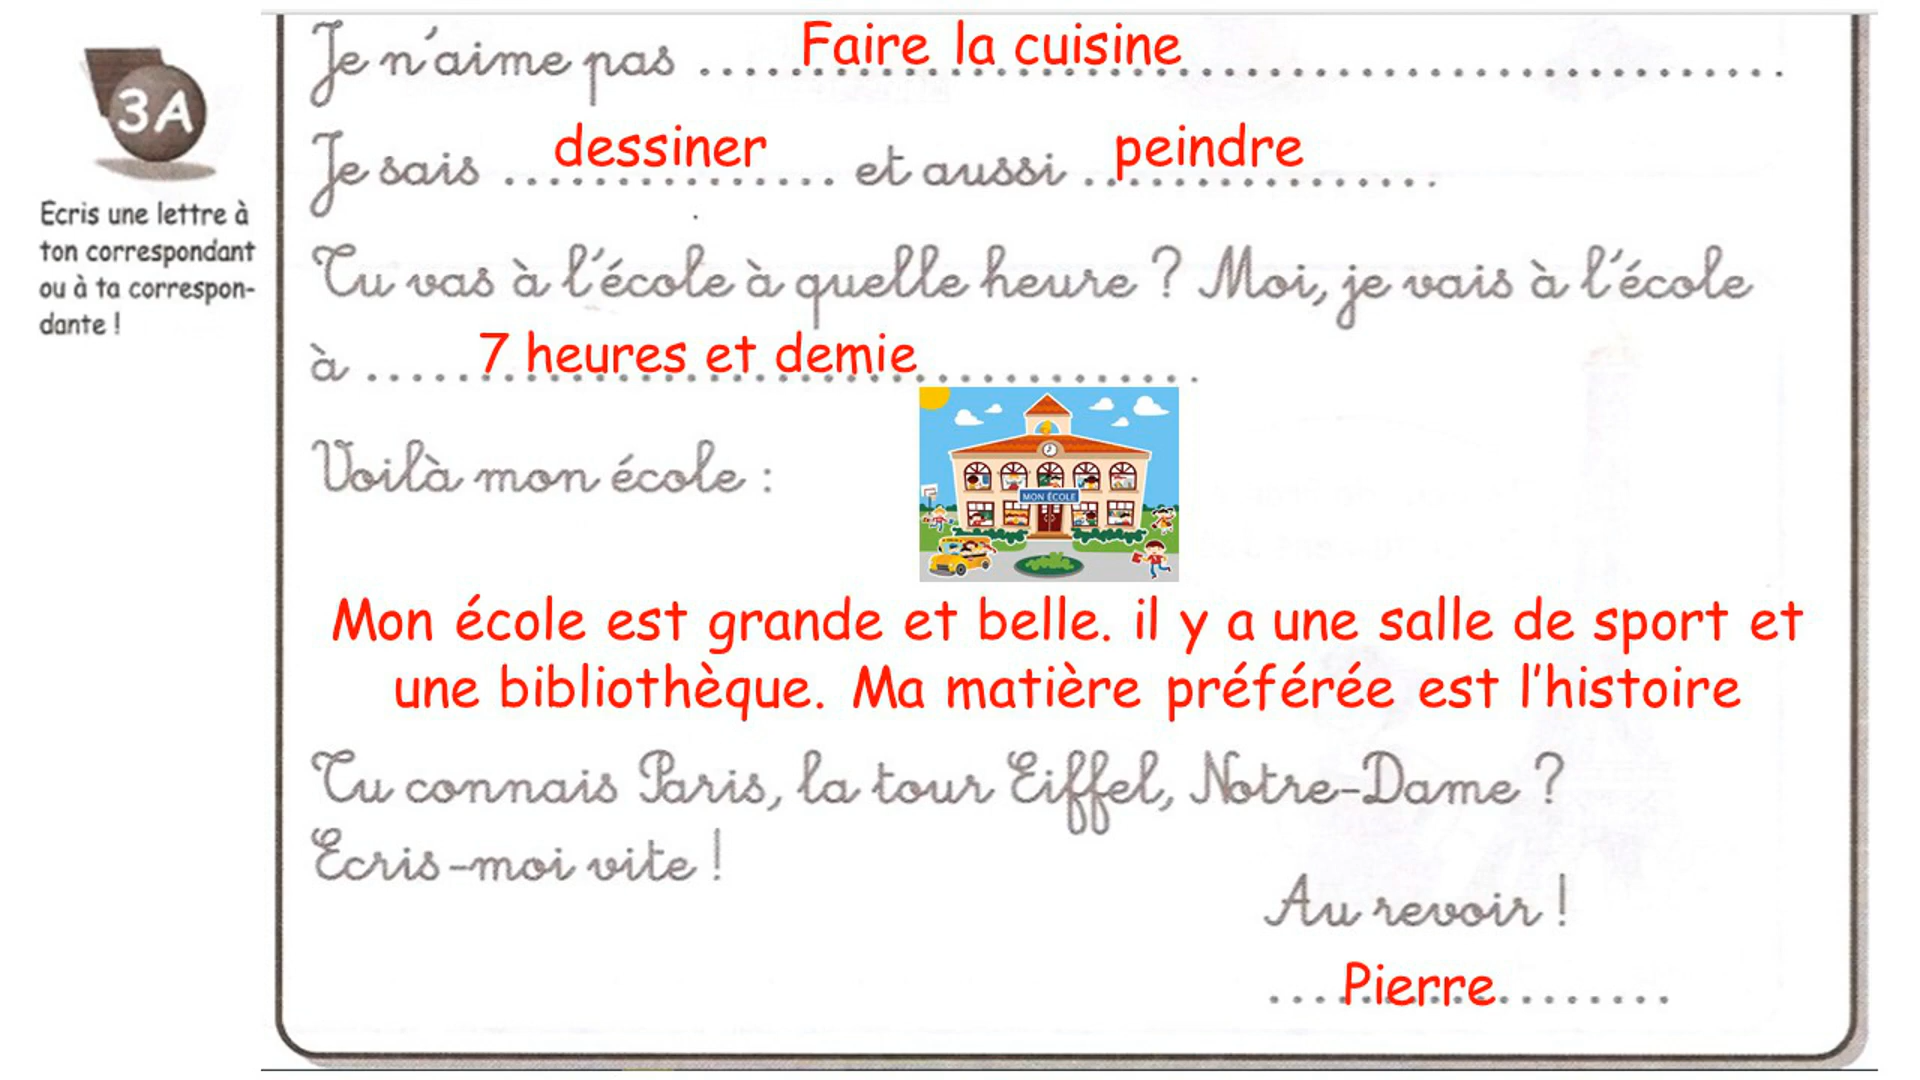 3A
Ecris une lettre à
ton correspondant
ou à ta correspon-
dante !
Je n'aime pas ... Faire la cuisine
Je sais ... dessiner ... et aussi ... peindre
Tu vas à l'école à quelle heure ? Moi, je vais à l'école
à ... 7 heures et demie
Voilà mon école :
MON ÉCOLE
Mon école est grande et belle. il y a une salle de sport et
une bibliothèque. Ma matière préférée est l'histoire
Tu connais Paris, la tour Eiffel, Notre-Dame ?
Ecris-moi vite !
Au revoir !
Pierre